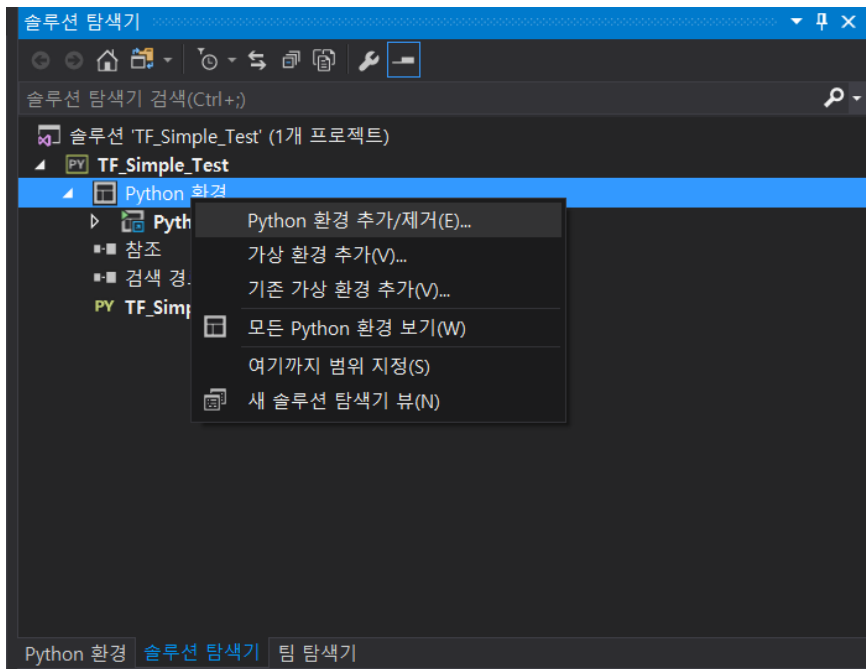 솔루션 탐색기
솔루션 탐색기 검색(Ctrl+;)
솔루션 'TF_Simple_Test' (1개 프로젝트)
PY TF_Simple_Test
Python 환경
Pyth
참조
검색 경
PY TF_Simp
Python 환경 추가/제거(E)...
가상 환경 추가(V)...
기존 가상 환경 추가(V)...
모든 Python 환경 보기(W)
여기까지 범위 지정(S)
새 솔루션 탐색기 뷰(N)
Python 환경 솔루션 탐색기 팀 탐색기